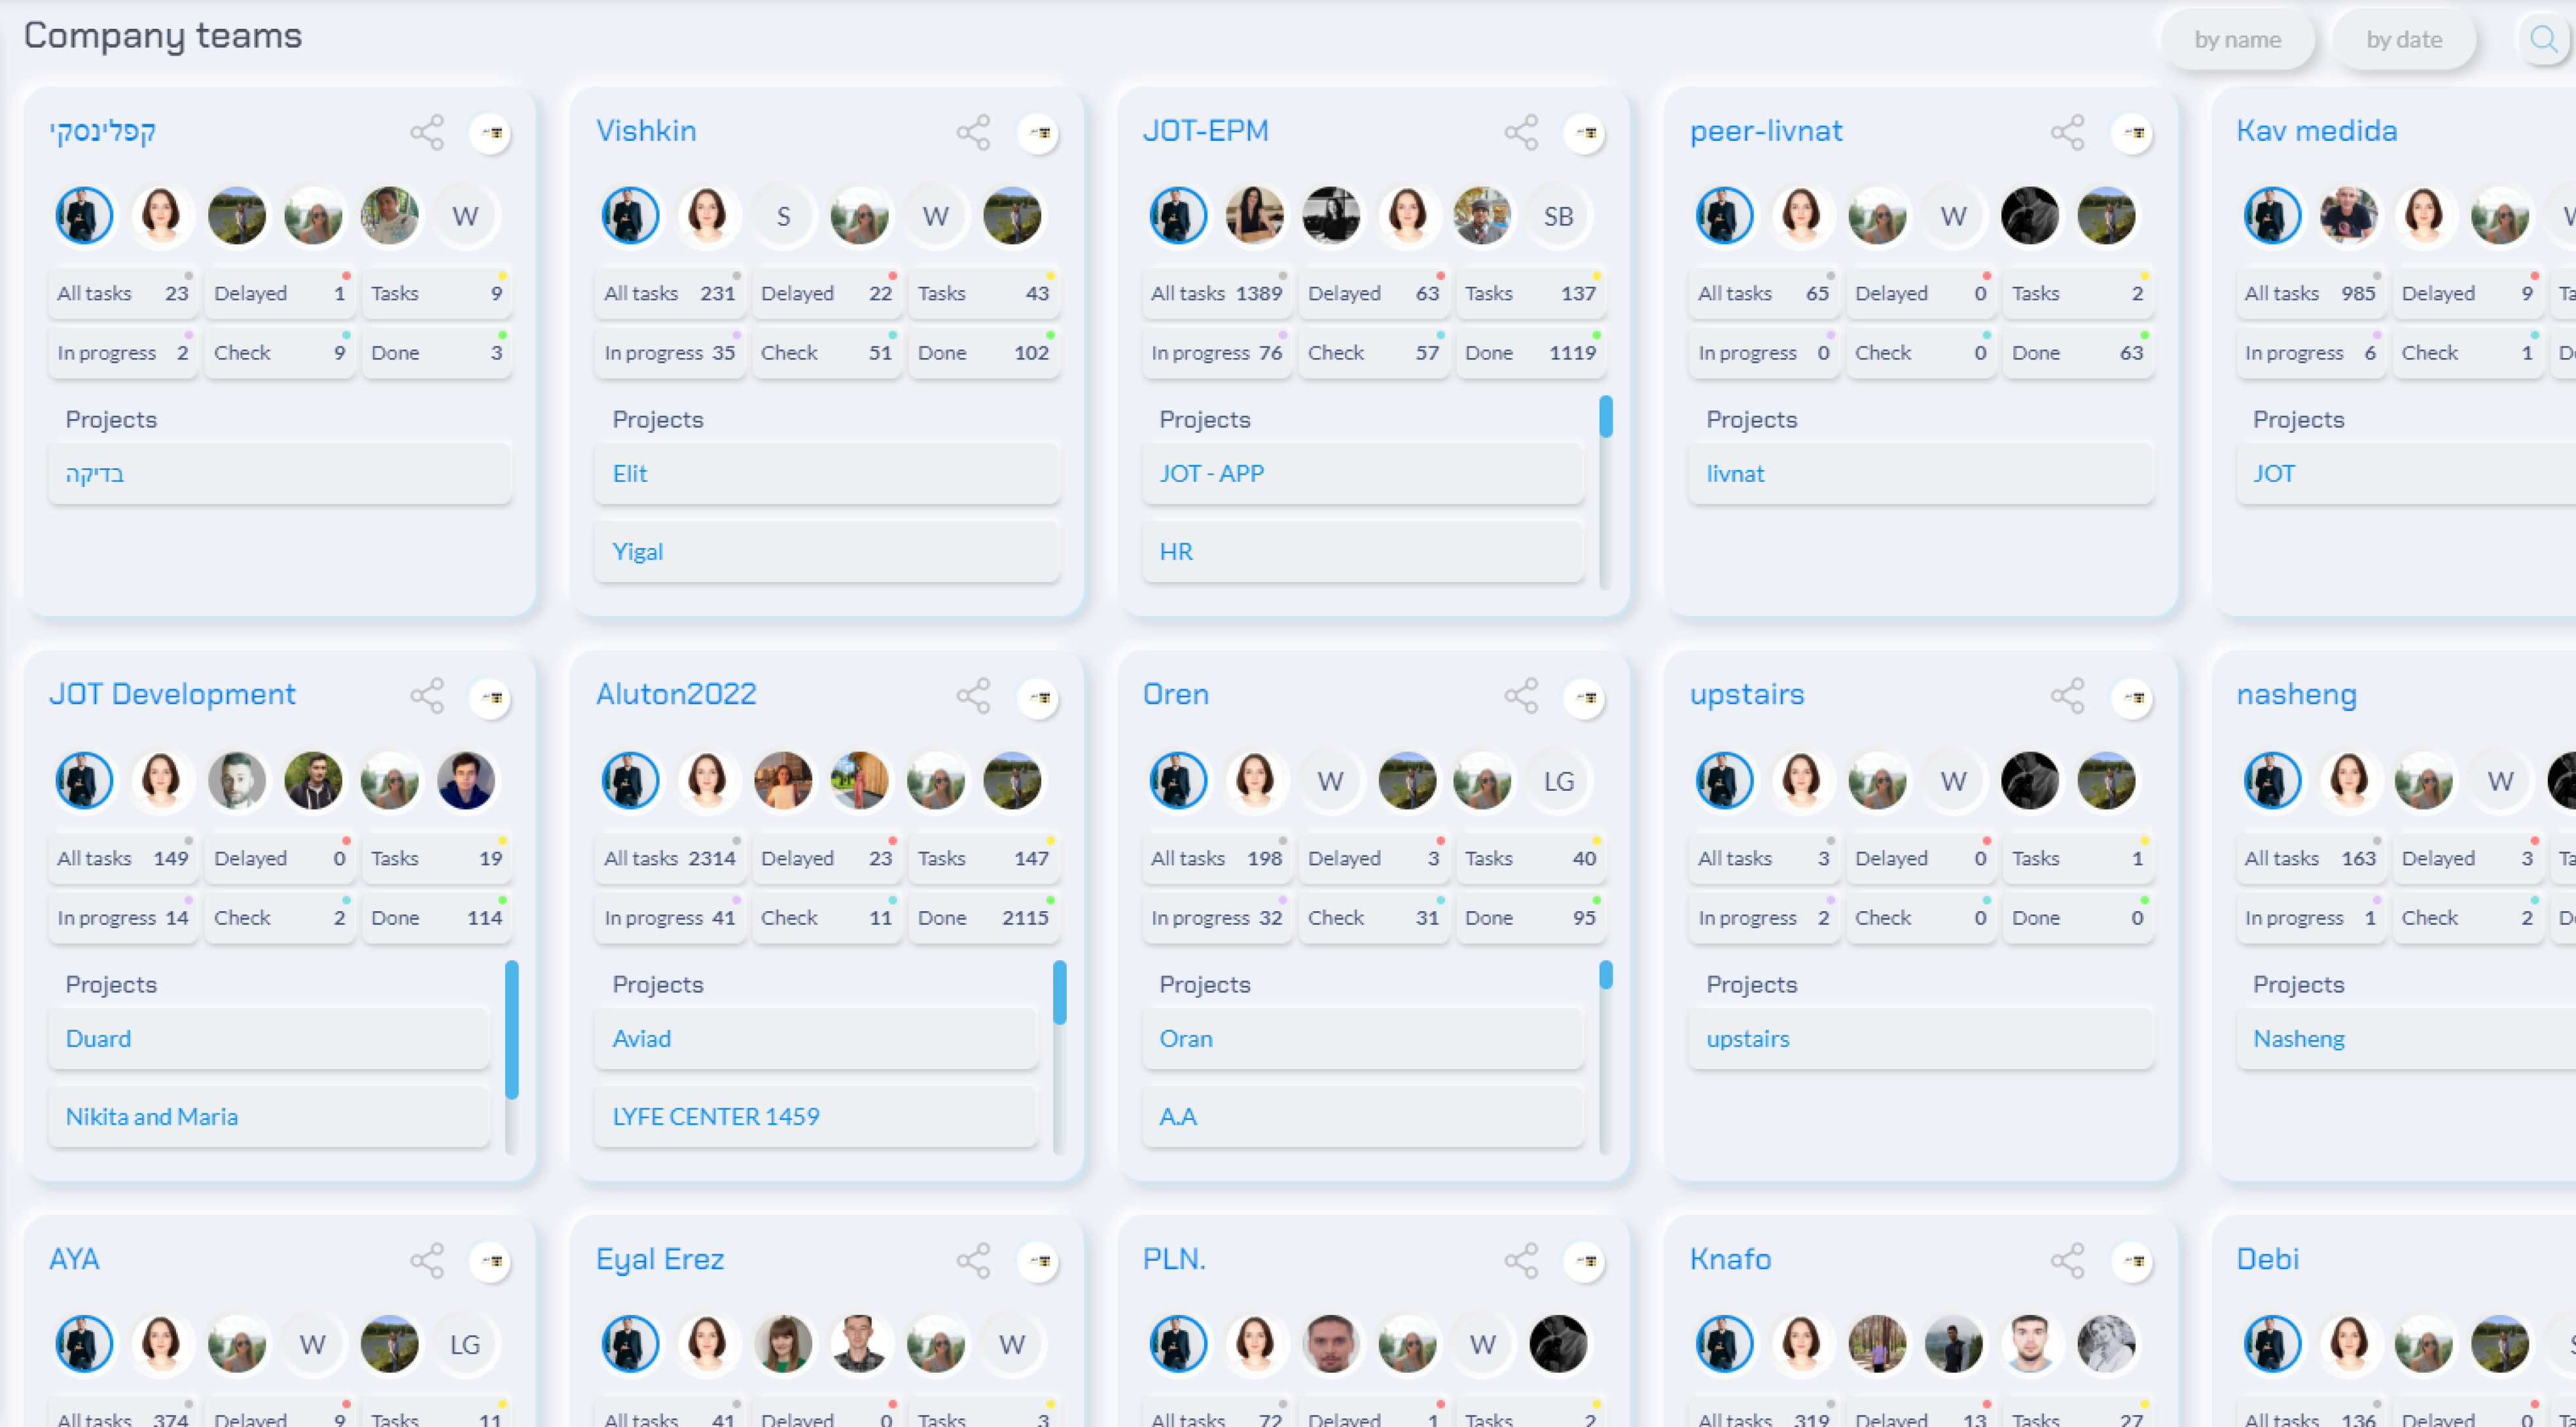 Company teams
by name
by date
קפלינסקי
W
All tasks 23 Delayed 1 Tasks 9
In progress 2 Check 9 Done 3
Projects
בדיקה
Vishkin
S W
All tasks 231 Delayed 22 Tasks 43
In progress 35 Check 51 Done 102
Projects
Elit
Yigal
JOT-EPM
SB
All tasks 1389 Delayed 63 Tasks 137
In progress 76 Check 57 Done 1119
Projects
JOT - APP
HR
peer-livnat
W
All tasks 65 Delayed 0 Tasks 2
In progress 0 Check 0 Done 63
Projects
livnat
Kav medida
All tasks 985 Delayed 9
In progress 6 Check 1
Projects
JOT
JOT Development
All tasks 149 Delayed 0 Tasks 19
In progress 14 Check 2 Done 114
Projects
Duard
Nikita and Maria
Aluton2022
All tasks 2314 Delayed 23 Tasks 147
In progress 41 Check 11 Done 2115
Projects
Aviad
LYFE CENTER 1459
Oren
W LG
All tasks 198 Delayed 3 Tasks 40
In progress 32 Check 31 Done 95
Projects
Oran
A.A
upstairs
W
All tasks 3 Delayed 0 Tasks 1
In progress 2 Check 0 Done 0
Projects
upstairs
nasheng
W
All tasks 163 Delayed 3
In progress 1 Check 2
Projects
Nasheng
AYA
W LG
All tasks 374 Delayed 9 Tasks 11
Eyal Erez
W
All tasks 41 Delayed 0 Tasks 3
PLN.
W
All tasks 72 Delayed 1 Tasks 2
Knafo
All tasks 319 Delayed 13 Tasks 27
Debi
All tasks 136 Delayed 0